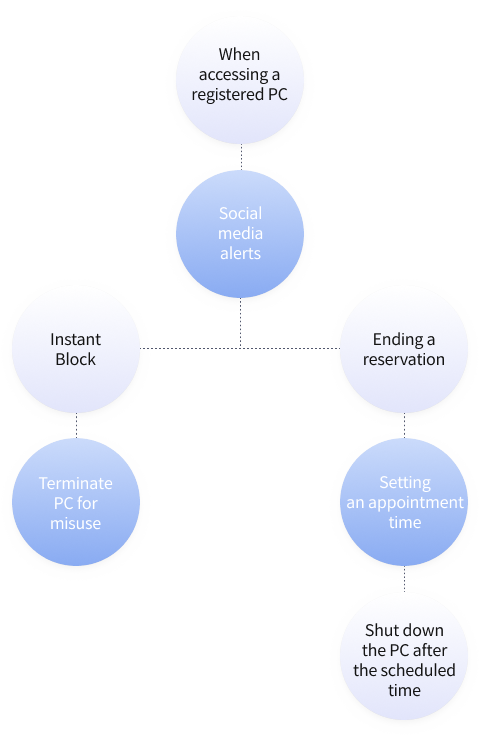 When
accessing a
registered PC
Social
media
alerts
Instant
Block
Ending a
reservation
Terminate
PC for
misuse
Setting
an appointment
time
Shut down
the PC after
the scheduled
time